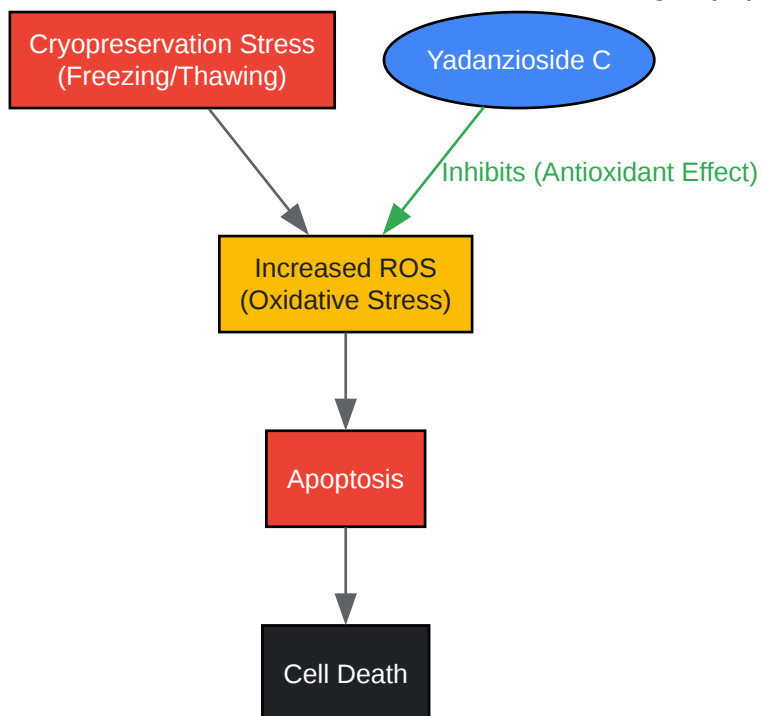 Cryopreservation Stress
(Freezing/Thawing)
Yadanzioside C
Inhibits (Antioxidant Effect)
Increased ROS
(Oxidative Stress)
Apoptosis
Cell Death